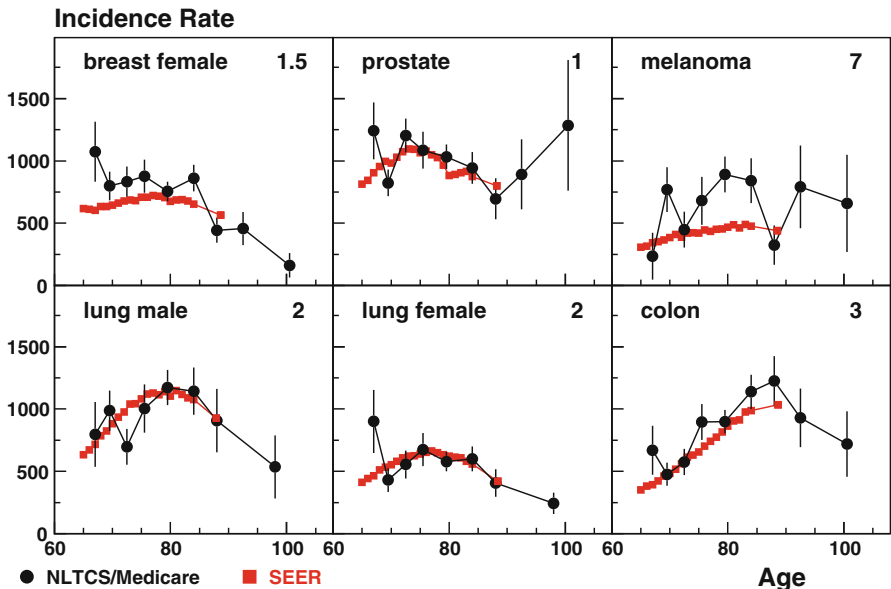 Incidence Rate
breast female 1.5 prostate 1 melanoma 7
1500
1000
500
0
lung male 2 lung female 2 colon 3
1500
1000
500
0
60 80 100 60 80 100 60 80 100
NLTCS/Medicare SEER Age